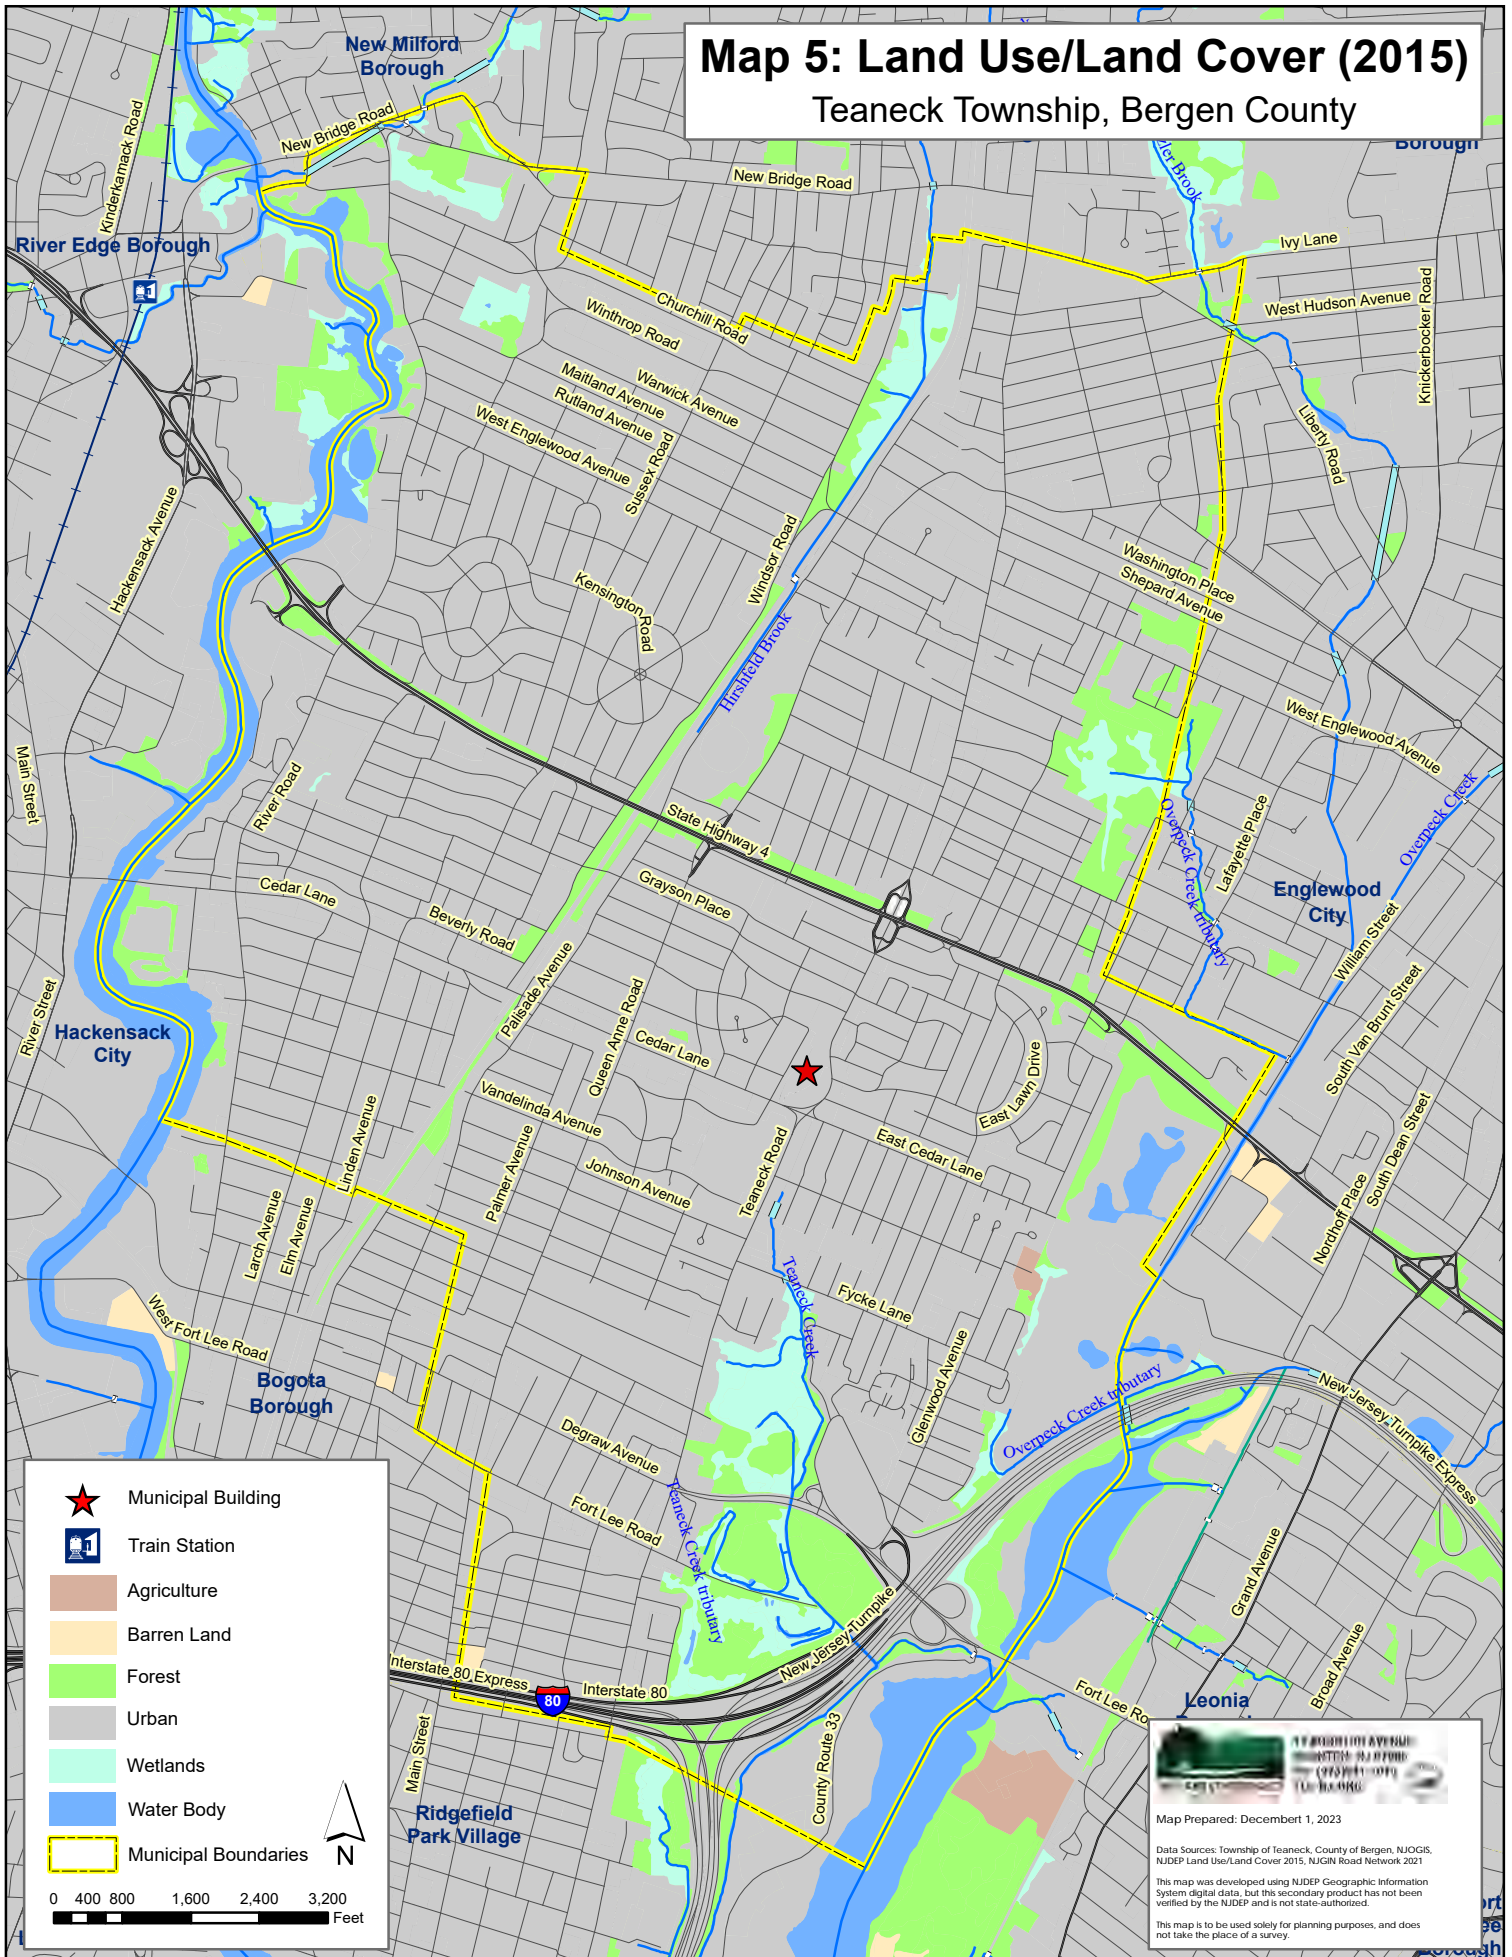 Map 5: Land Use/Land Cover (2015)
Teaneck Township, Bergen County
New Milford
Borough
New Bridge Road
New Bridge Road
Kinderkamack Road
River Edge Borough
Borough
Brook
Ivy Lane
West Hudson Avenue
Knickerbocker Road
Churchill Road
Winthrop Road
Warwick Avenue
Maitland Avenue
Rutland Avenue
West Englewood Avenue
Sussex Road
Liberty Road
Hackensack Avenue
Windsor Road
Washington Place
Shepard Avenue
Kensington Road
Hirshfeld Brook
West Englewood Avenue
Main Street
River Road
State Highway 4
Overpeck Creek
Overpeck Creek tributary
Lafayette Place
Englewood
City
Cedar Lane
Grayson Place
Beverly Road
William Street
Palisade Avenue
River Street
Hackensack
City
Queen Anne Road
Cedar Lane
South Van Brunt Street
East Lawn Drive
Vandelinda Avenue
Linden Avenue
Palmer Avenue
Johnson Avenue
Teaneck Road
East Cedar Lane
South Dean Street
Nordhoff Place
Larch Avenue
Elm Avenue
Teaneck Creek
Fycke Lane
West Fort Lee Road
Bogota
Borough
Glenwood Avenue
Overpeck Creek tributary
New Jersey Turnpike Express
Degraw Avenue
Fort Lee Road
Teaneck Creek tributary
Grand Avenue
New Jersey Turnpike
Broad Avenue
Interstate 80 Express
Interstate 80
80
Fort Lee Ro
Leonia
County Route 33
Main Street
Ridgefield
Park Village
Municipal Building
Train Station
Agriculture
Barren Land
Forest
Urban
Wetlands
Water Body
Municipal Boundaries
N
0 400 800 1,600 2,400 3,200
Feet
Map Prepared: Decembert 1, 2023
Data Sources: Township of Teaneck, County of Bergen, NJOGIS,
NJDEP Land Use/Land Cover 2015, NJGIN Road Network 2021
This map was developed using NJDEP Geographic Information
System digital data, but this secondary product has not been
verified by the NJDEP and is not state-authorized.
This map is to be used solely for planning purposes, and does
not take the place of a survey.